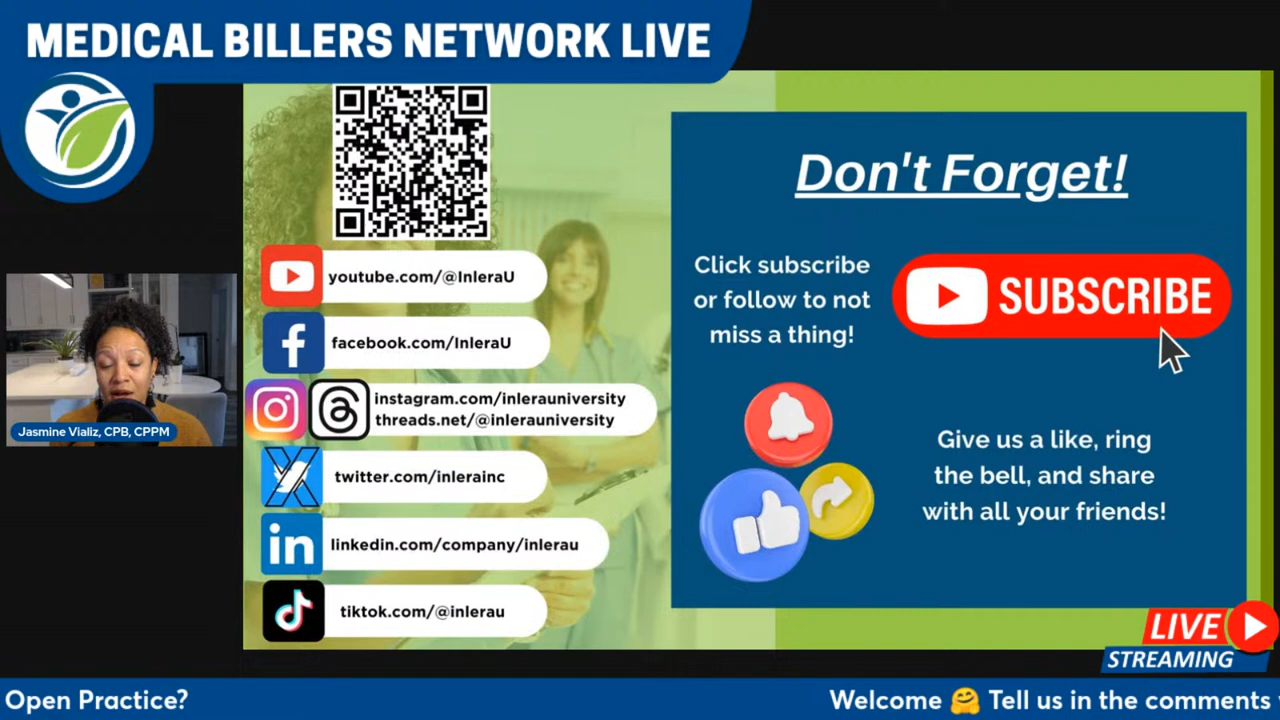 MEDICAL BILLERS NETWORK LIVE
youtube.com/@InleraU
facebook.com/InleraU
instagram.com/inlerauniversity
threads.net/@inlerauniversity
twitter.com/inlerainc
linkedin.com/company/inlerau
tiktok.com/@inlerau
Don't Forget!
Click subscribe
or follow to not
miss a thing!
SUBSCRIBE
Give us a like, ring
the bell, and share
with all your friends!
Jasmine Vializ, CPB, CPPM
LIVE
STREAMING
Open Practice?
Welcome 🤗 Tell us in the comments